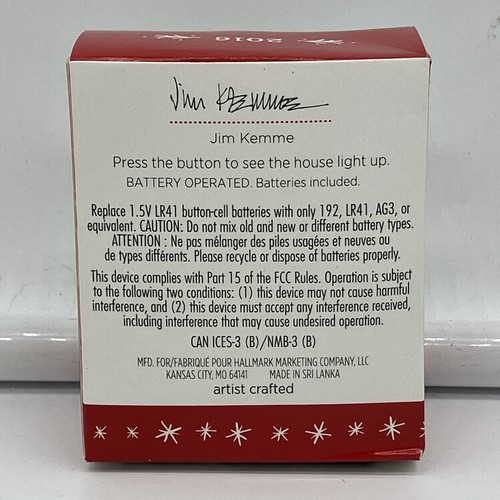 2016
Jim Kemme
Jim Kemme
Press the button to see the house light up.
BATTERY OPERATED. Batteries included.
Replace 1.5V LR41 button-cell batteries with only 192, LR41, AG3, or
equivalent. CAUTION: Do not mix old and new or different battery types.
ATTENTION : Ne pas mélanger des piles usagées et neuves ou
de types différents. Please recycle or dispose of batteries properly.
This device complies with Part 15 of the FCC Rules. Operation is subject
to the following two conditions: (1) this device may not cause harmful
interference, and (2) this device must accept any interference received,
including interference that may cause undesired operation.
CAN ICES-3 (B)/NMB-3 (B)
MFD. FOR/FABRIQUÉ POUR HALLMARK MARKETING COMPANY, LLC
KANSAS CITY, MO 64141 MADE IN SRI LANKA
artist crafted